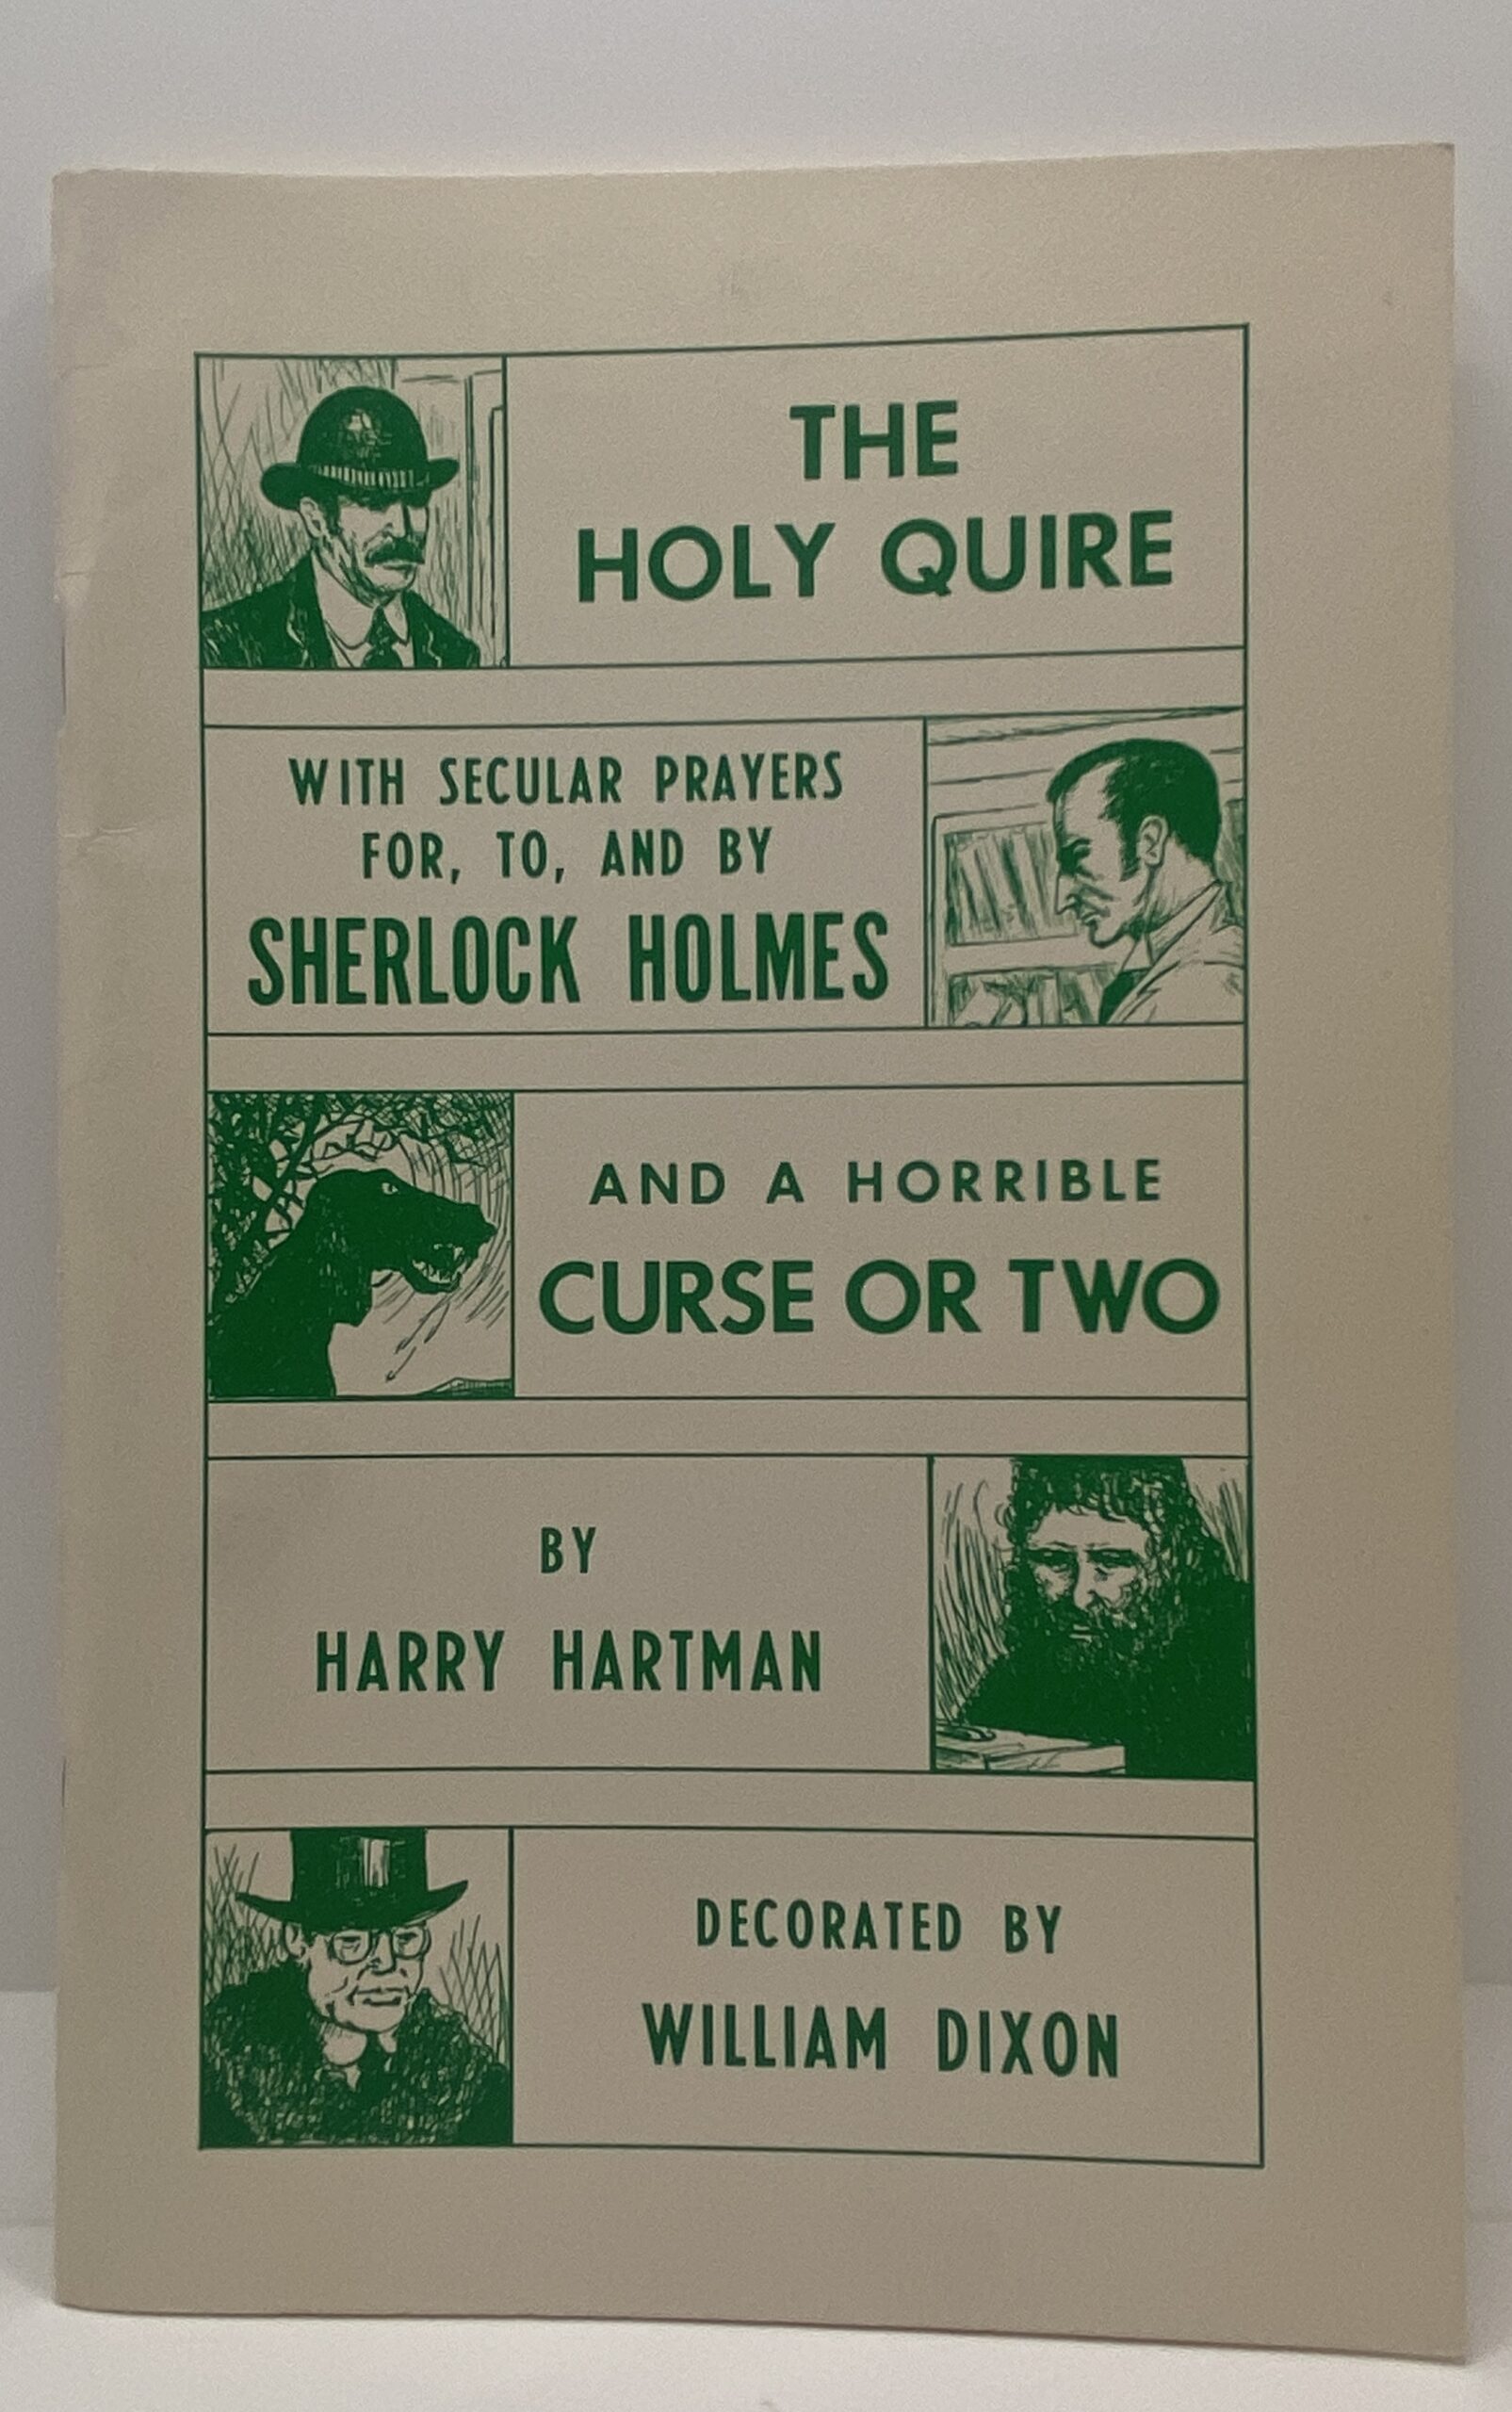 THE
HOLY QUIRE
WITH SECULAR PRAYERS
FOR, TO, AND BY
SHERLOCK HOLMES
AND A HORRIBLE
CURSE OR TWO
BY
HARRY HARTMAN
DECORATED BY
WILLIAM DIXON